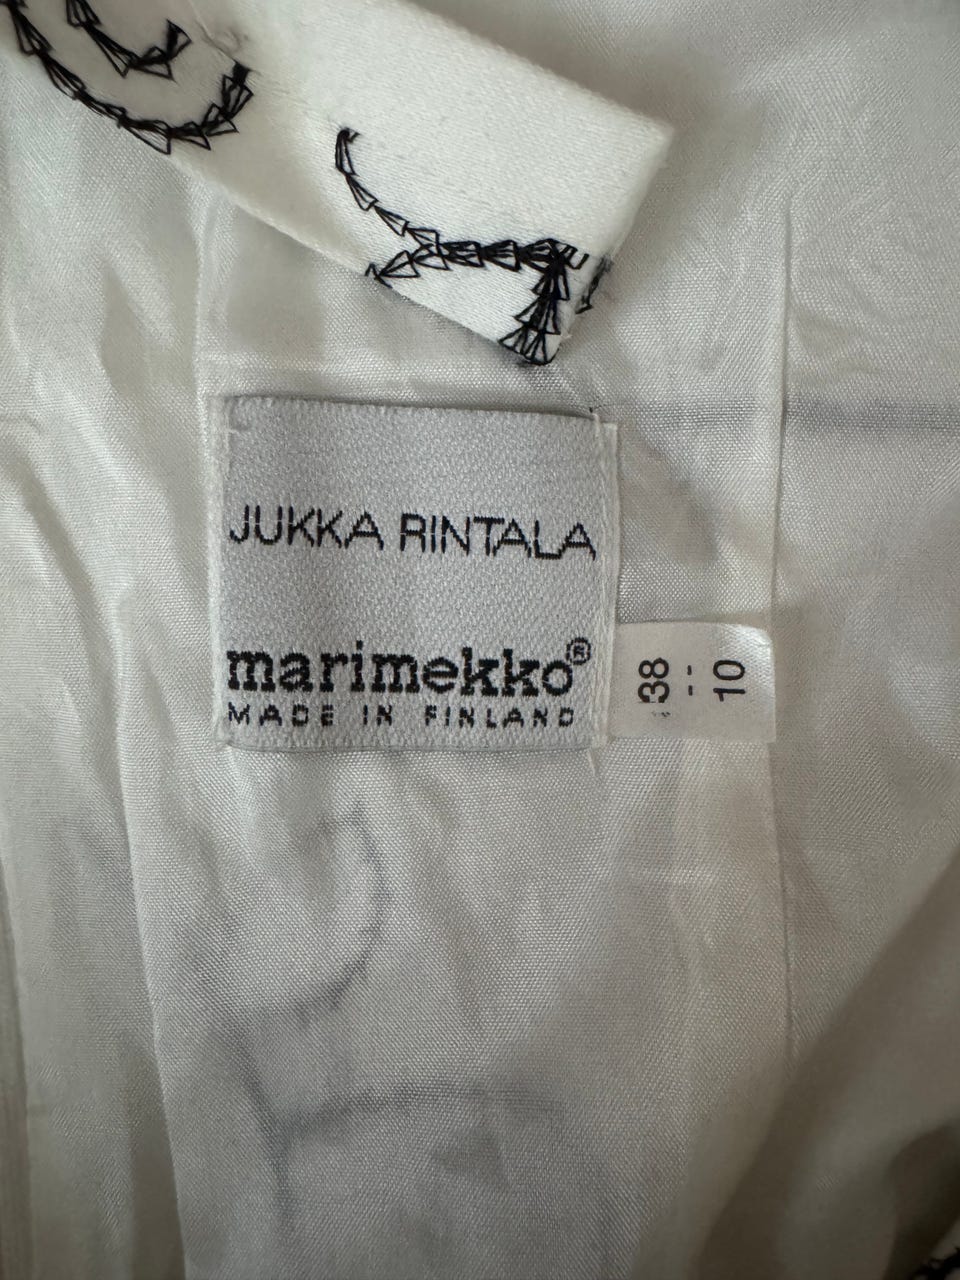 JUKKA RINTALA
marimekko®
MADE IN FINLAND
38
10